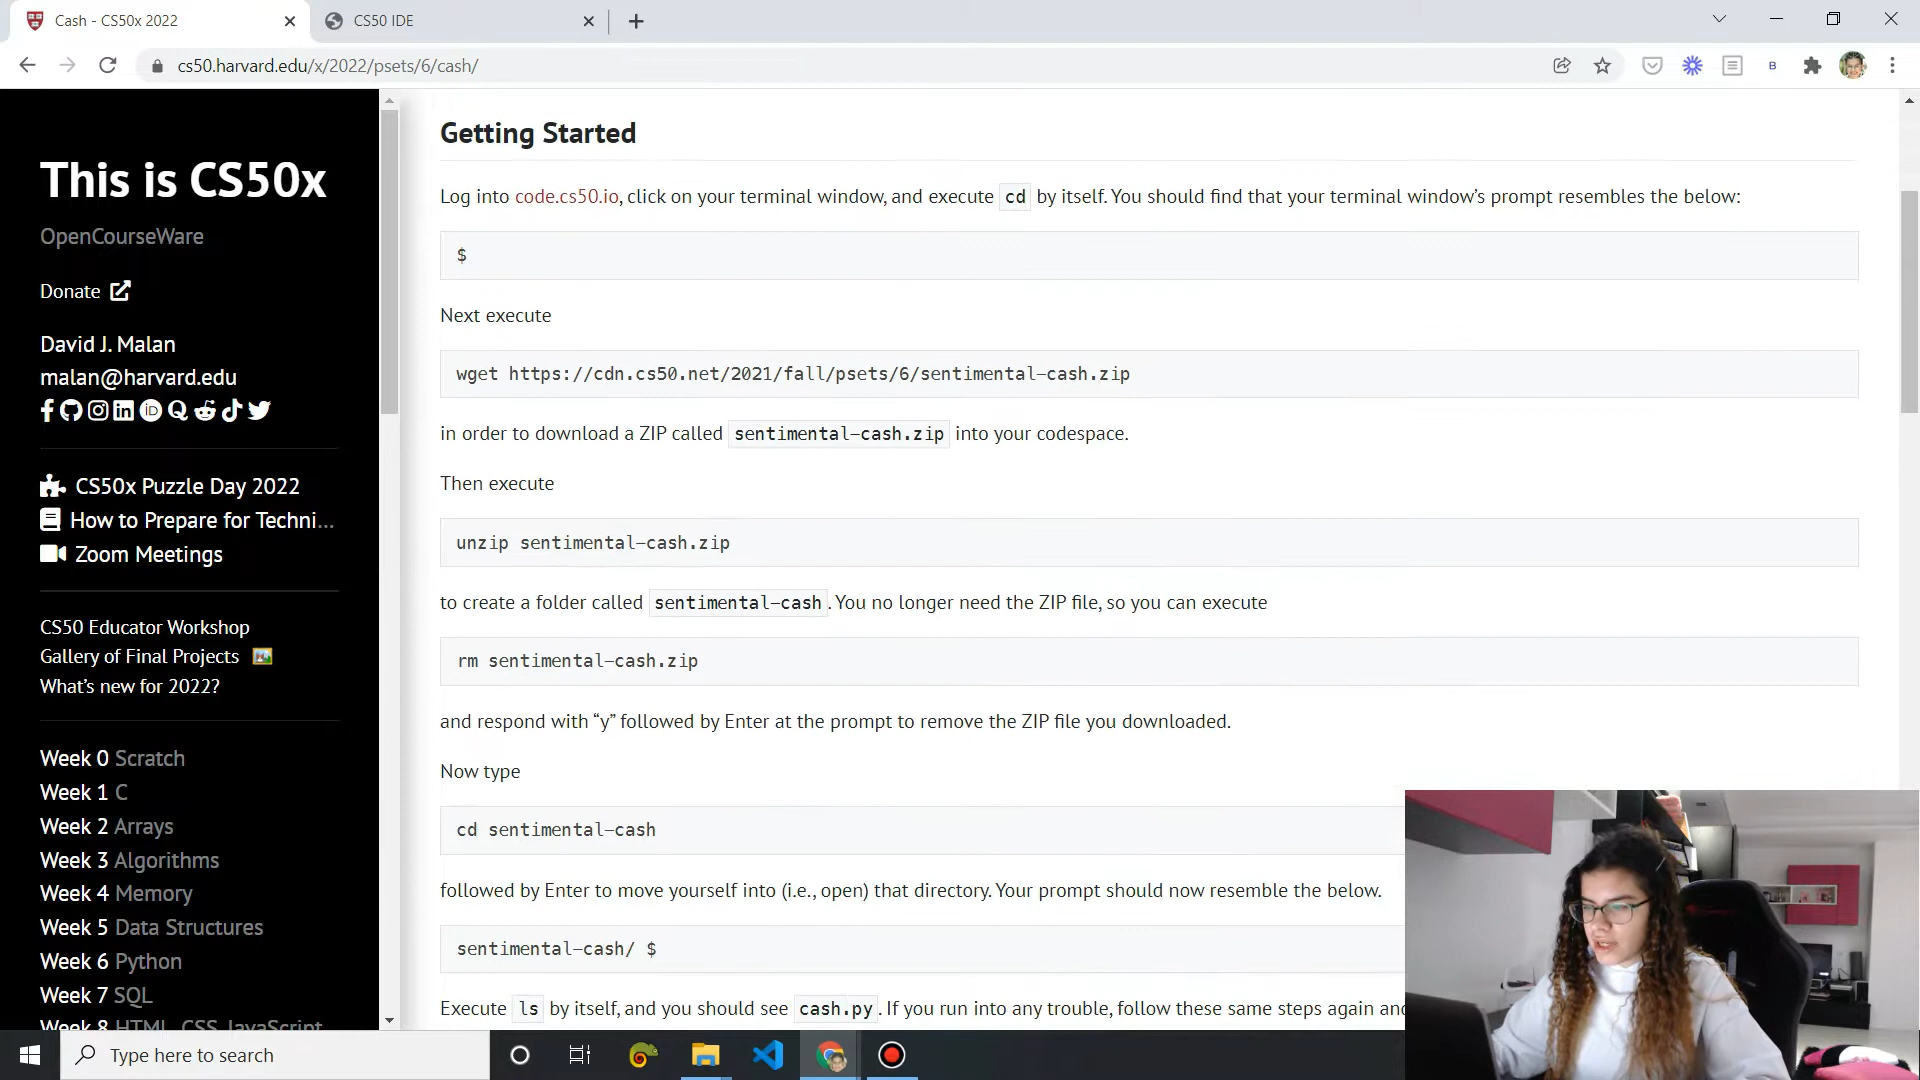 Cash - CS50x 2022
CS50 IDE
cs50.harvard.edu/x/2022/psets/6/cash/
B
This is CS50x
OpenCourseWare
Donate
David J. Malan
malan@harvard.edu
CS50x Puzzle Day 2022
How to Prepare for Techni...
Zoom Meetings
CS50 Educator Workshop
Gallery of Final Projects
What's new for 2022?
Week 0 Scratch
Week 1 C
Week 2 Arrays
Week 3 Algorithms
Week 4 Memory
Week 5 Data Structures
Week 6 Python
Week 7 SQL
Week 8 HTML, CSS, JavaScript
Getting Started
Log into code.cs50.io, click on your terminal window, and execute cd by itself. You should find that your terminal window’s prompt resembles the below:
$
Next execute
wget https://cdn.cs50.net/2021/fall/psets/6/sentimental-cash.zip
in order to download a ZIP called sentimental-cash.zip into your codespace.
Then execute
unzip sentimental-cash.zip
to create a folder called sentimental-cash. You no longer need the ZIP file, so you can execute
rm sentimental-cash.zip
and respond with “y” followed by Enter at the prompt to remove the ZIP file you downloaded.
Now type
cd sentimental-cash
followed by Enter to move yourself into (i.e., open) that directory. Your prompt should now resemble the below.
sentimental-cash/ $
Execute ls by itself, and you should see cash.py. If you run into any trouble, follow these same steps again and
Type here to search